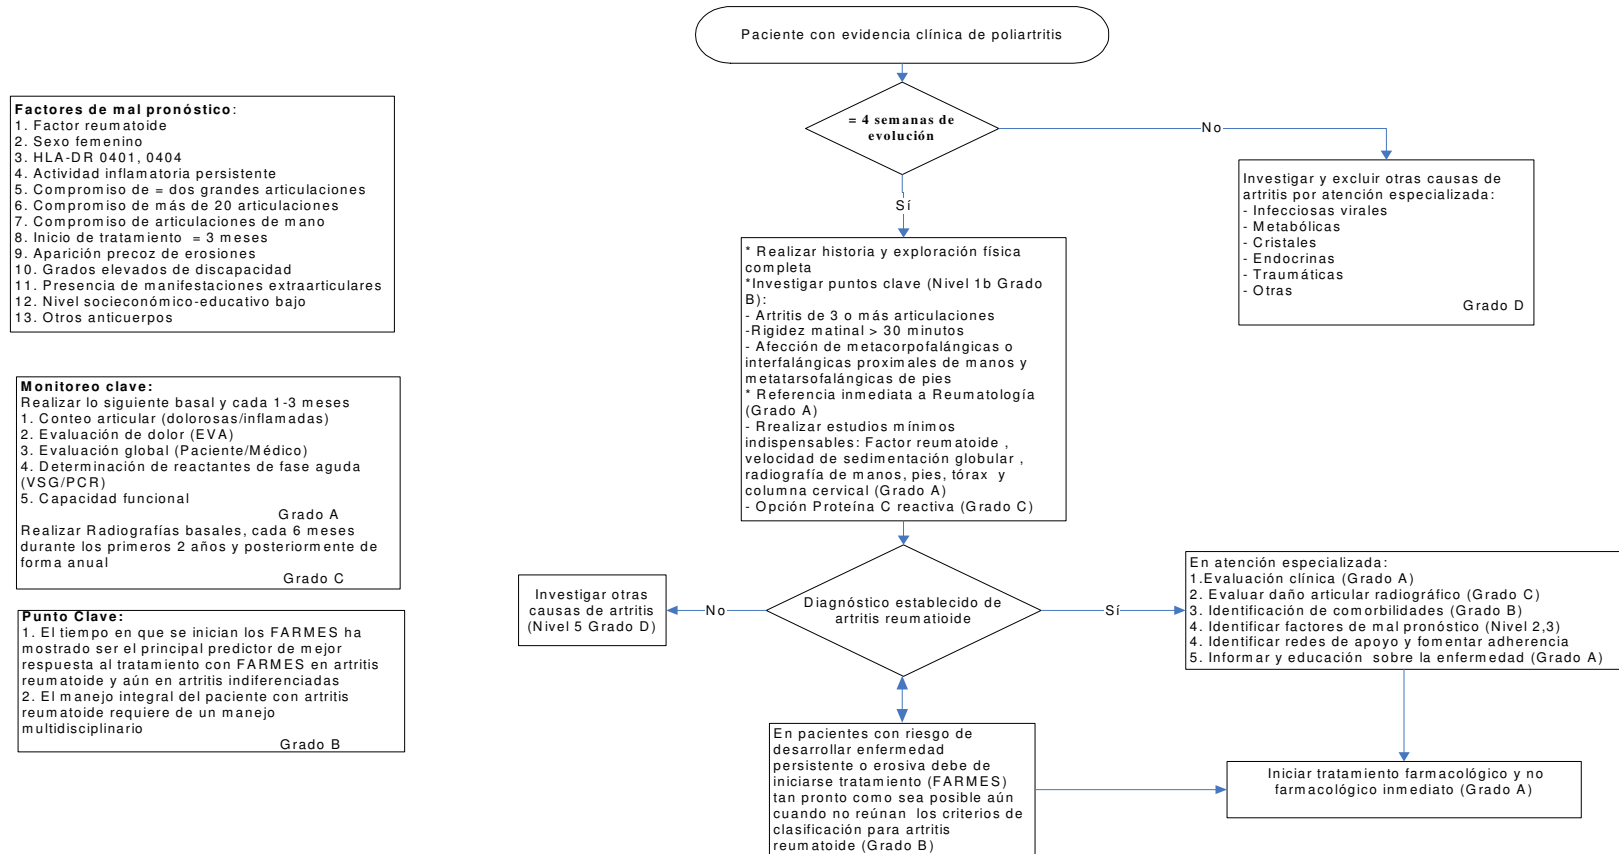 Paciente con evidencia clínica de poliartritis
= 4 semanas de
evolución
No
Sí
Investigar y excluir otras causas de
artritis por atención especializada:
- Infecciosas virales
- Metabólicas
- Cristales
- Endocrinas
- Traumáticas
- Otras
Grado D
* Realizar historia y exploración física
completa
*Investigar puntos clave (Nivel 1b Grado
B):
- Artritis de 3 o más articulaciones
-Rigidez matinal > 30 minutos
- Afección de metacorpofalángicas o
interfalángicas proximales de manos y
metatarsofalángicas de pies
* Referencia inmediata a Reumatología
(Grado A)
- Rrealizar estudios mínimos
indispensables: Factor reumatoide ,
velocidad de sedimentación globular ,
radiografía de manos, pies, tórax y
columna cervical (Grado A)
- Opción Proteína C reactiva (Grado C)
Diagnóstico establecido de
artritis reumatioide
No
Sí
Investigar otras
causas de artritis
(Nivel 5 Grado D)
En atención especializada:
1.Evaluación clínica (Grado A)
2. Evaluar daño articular radiográfico (Grado C)
3. Identificación de comorbilidades (Grado B)
4. Identificar factores de mal pronóstico (Nivel 2,3)
4. Identificar redes de apoyo y fomentar adherencia
5. Informar y educación sobre la enfermedad (Grado A)
En pacientes con riesgo de
desarrollar enfermedad
persistente o erosiva debe de
iniciarse tratamiento (FARMES)
tan pronto como sea posible aún
cuando no reúnan los criterios de
clasificación para artritis
reumatoide (Grado B)
Iniciar tratamiento farmacológico y no
farmacológico inmediato (Grado A)
Factores de mal pronóstico:
1. Factor reumatoide
2. Sexo femenino
3. HLA-DR 0401, 0404
4. Actividad inflamatoria persistente
5. Compromiso de = dos grandes articulaciones
6. Compromiso de más de 20 articulaciones
7. Compromiso de articulaciones de mano
8. Inicio de tratamiento = 3 meses
9. Aparición precoz de erosiones
10. Grados elevados de discapacidad
11. Presencia de manifestaciones extraarticulares
12. Nivel socieconómico-educativo bajo
13. Otros anticuerpos
Monitoreo clave:
Realizar lo siguiente basal y cada 1-3 meses
1. Conteo articular (dolorosas/inflamadas)
2. Evaluación de dolor (EVA)
3. Evaluación global (Paciente/Médico)
4. Determinación de reactantes de fase aguda
(VSG/PCR)
5. Capacidad funcional
Grado A
Realizar Radiografías basales, cada 6 meses
durante los primeros 2 años y posteriormente de
forma anual
Grado C
Punto Clave:
1. El tiempo en que se inician los FARMES ha
mostrado ser el principal predictor de mejor
respuesta al tratamiento con FARMES en artritis
reumatoide y aún en artritis indiferenciadas
2. El manejo integral del paciente con artritis
reumatoide requiere de un manejo
multidisciplinario
Grado B